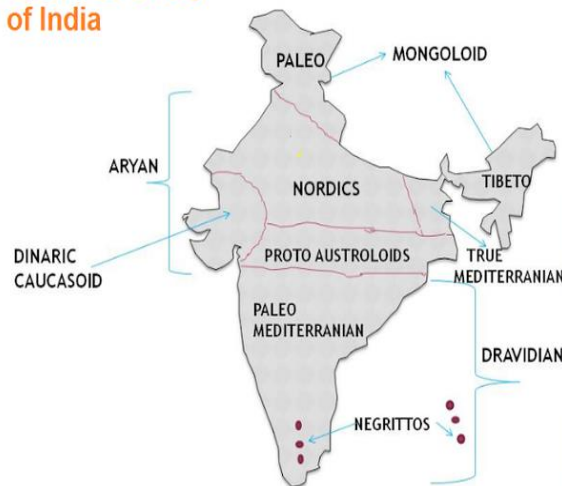 of India
PALEO
MONGOLOID
ARYAN
NORDICS
TIBETO
DINARIC
CAUCASOID
PROTO AUSTROLOIDS
TRUE
MEDITERRANIAN
PALEO
MEDITERRANIAN
DRAVIDIAN
NEGRITTOS